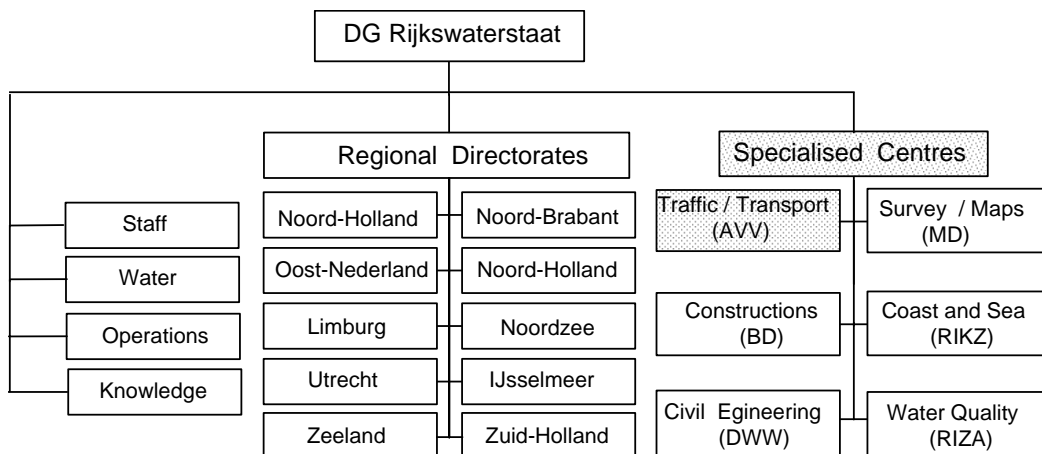 DG Rijkswaterstaat
Regional Directorates
Specialised Centres
Staff
Water
Operations
Knowledge
Noord-Holland
Noord-Brabant
Oost-Nederland
Noord-Holland
Limburg
Noordzee
Utrecht
IJsselmeer
Zeeland
Zuid-Holland
Traffic / Transport
(AVV)
Survey / Maps
(MD)
Constructions
(BD)
Coast and Sea
(RIKZ)
Civil Egineering
(DWW)
Water Quality
(RIZA)